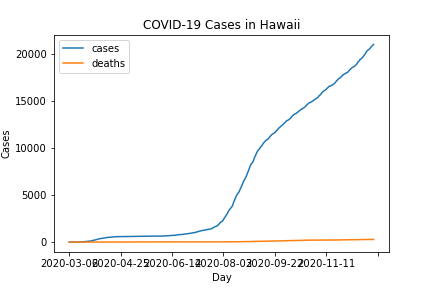 COVID-19 Cases in Hawaii
cases
deaths
20000
15000
10000
5000
0
Cases
2020-03-06 2020-04-25 2020-06-14 2020-08-03 2020-09-22 2020-11-11
Day